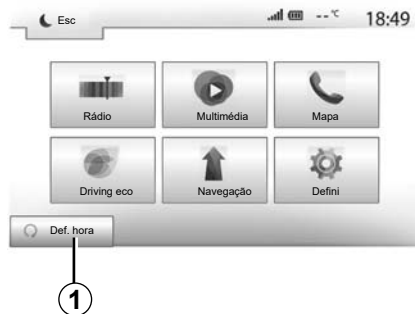 Esc
--°C
18:49
Rádio
Multimédia
Mapa
Driving eco
Navegação
Defini
Def. hora
1